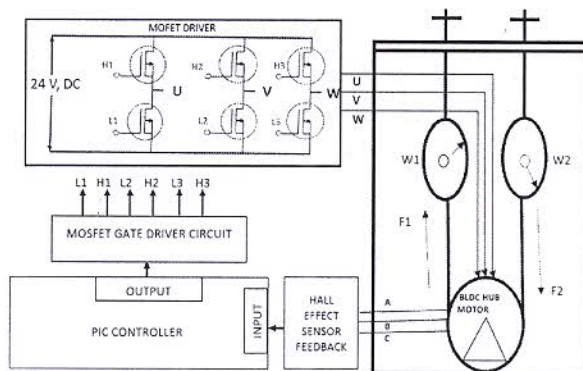 MOFET DRIVER
24 V, DC
H1
H2
H3
U
V
W
L1
L2
L3
U
V
W
W1
W2
F1
F2
L1 H1 L2 H2 L3 H3
MOSFET GATE DRIVER CIRCUIT
OUTPUT
PIC CONTROLLER
INPUT
HALL
EFFECT
SENSOR
FEEDBACK
A
B
C
BLDC HUB
MOTOR